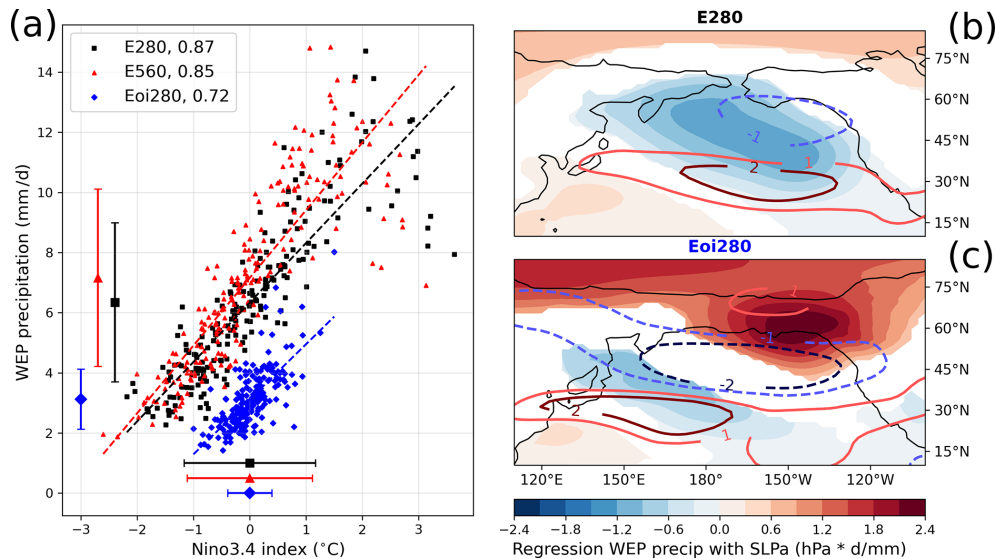 (a)
E280, 0.87
E560, 0.85
Eoi280, 0.72
14
12
10
8
6
4
2
0
WEP precipitation (mm/d)
−3
−2
−1
0
1
2
3
Nino3.4 index (°C)
E280
(b)
75°N
60°N
45°N
30°N
15°N
-1
1
2
Eoi280
(c)
75°N
60°N
45°N
30°N
15°N
1
-1
-2
2
1
120°E
150°E
180°
150°W
120°W
−2.4
−1.8
−1.2
−0.6
0.0
0.6
1.2
1.8
2.4
Regression WEP precip with SLPa (hPa * d/mm)